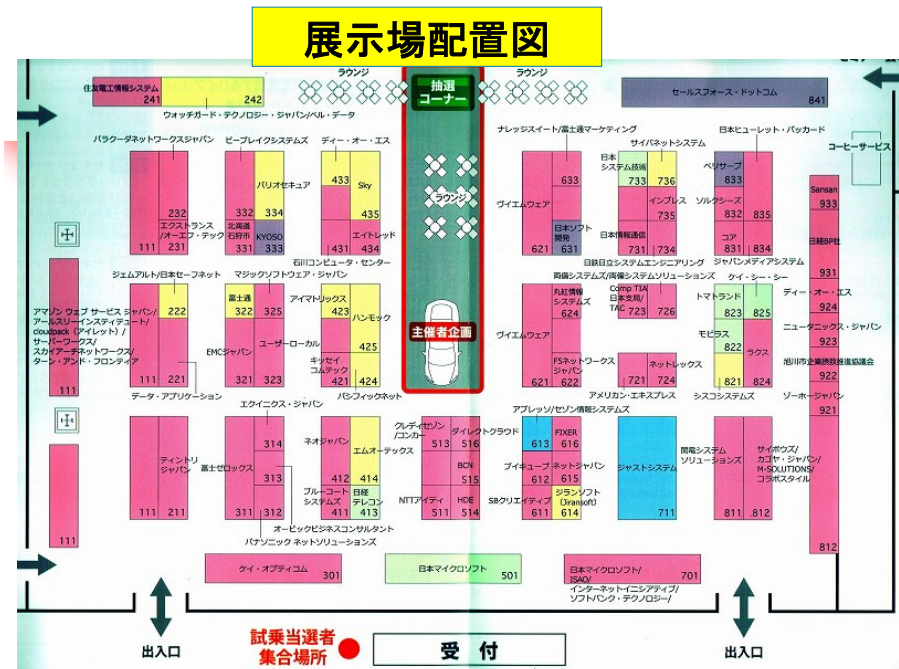 展示場配置図
ラウンジ
抽選
コーナー
ラウンジ
住友電工情報システム
241
242
ウォッチガード・テクノロジー・ジャパン/ベル・データ
セールスフォース・ドットコム
841
コーヒーサービス
バラクーダネットワークスジャパン
232
エクストランス
/オーエフ・テック
111
231
ビーブレイクシステムズ
バリオセキュア
332
334
北海道
石狩市
331
KYOSO
333
ディー・オー・エス
433
Sky
435
エイトレッド
431
434
石川コンピュータ・センター
ラウンジ
ナレッジスイート/富士通マーケティング
633
ヴイエムウェア
日本ソフト
開発
621
631
サイバネットシステム
日本
システム技術
733
736
インプレス
735
日本情報通信
731
734
日鉄日立システムエンジニアリング
日本ヒューレット・パッカード
ベリサーブ
833
ソルクシーズ
832
835
コア
831
834
ジャパンメディアシステム
Sansan
933
日経BP社
931
ディー・オー・エス
924
ニュータニックス・ジャパン
923
旭川市企業誘致推進協議会
922
ゾーホージャパン
921
812
アマゾン ウェブ サービス ジャパン/
アールスリーインスティテュート/
cloudpack (アイレット)/
サーバーワークス/
スカイアーチネットワークス/
ターン・アンド・フロンティア
111
ジェムアルト/日本セーフネット
222
111
221
データ・アプリケーション
マジックソフトウェア・ジャパン
富士通
322
325
EMCジャパン
ユーザーローカル
321
323
アイマトリックス
423
ハンモック
425
キッセイ
コムテック
421
424
パシフィックネット
主催者企画
両備システムズ/両備システムソリューションズ
丸紅情報
システムズ
624
ヴイエムウェア
FSネットワークス
ジャパン
621
622
Comp TIA
日本支局/
TAC
723
726
ネットレックス
721
724
アメリカン・エキスプレス
ケイ・シー・シー
トマトランド
823
825
モビラス
822
ラクス
821
824
シスコシステムズ
111
ティントリ
ジャパン
111
211
エクイニクス・ジャパン
314
富士ゼロックス
313
311
312
オービックビジネスコンサルタント
パナソニック ネットソリューションズ
ネオジャパン
エムオーテックス
412
414
ブルーコート
システムズ
411
日経
テレコン
413
クレディセゾン
/コンカー
513
ダイレクトクラウド
516
BCN
515
NTTアイティ
511
HDE
514
アプレッソ/セゾン情報システムズ
613
FIXER
616
ブイキューブ
612
ネットジャパン
615
SBクリエイティブ
611
ジランソフト
(Jiransoft)
614
ジャストシステム
711
関電システム
ソリューションズ
811
サイボウズ/
カゴヤ・ジャパン/
M-SOLUTIONS/
コラボスタイル
812
ケイ・オプティコム
301
日本マイクロソフト
501
日本マイクロソフト/
ISAO/
インターネットイニシアティブ/
ソフトバンク・テクノロジー/
701
出入口
試乗当選者
集合場所
受 付
出入口